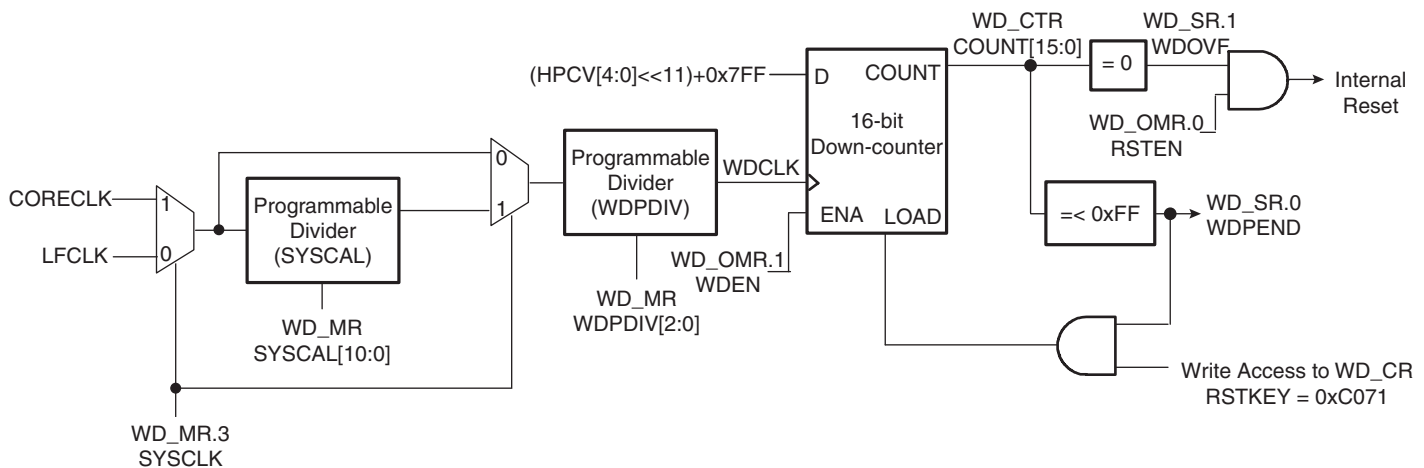 WD_CTR
COUNT[15:0]
WD_SR.1
WDOVF
(HPCV[4:0]<<11)+0x7FF
D
COUNT
= 0
Internal
Reset
16-bit
Down-counter
WD_OMR.0
RSTEN
CORECLK
1
LFCLK
0
Programmable
Divider
(SYSCAL)
0
1
Programmable
Divider
(WDPDIV)
WDCLK
ENA
LOAD
=< 0xFF
WD_SR.0
WDPEND
WD_OMR.1
WDEN
WD_MR
SYSCAL[10:0]
WD_MR
WDPDIV[2:0]
Write Access to WD_CR
RSTKEY = 0xC071
WD_MR.3
SYSCLK